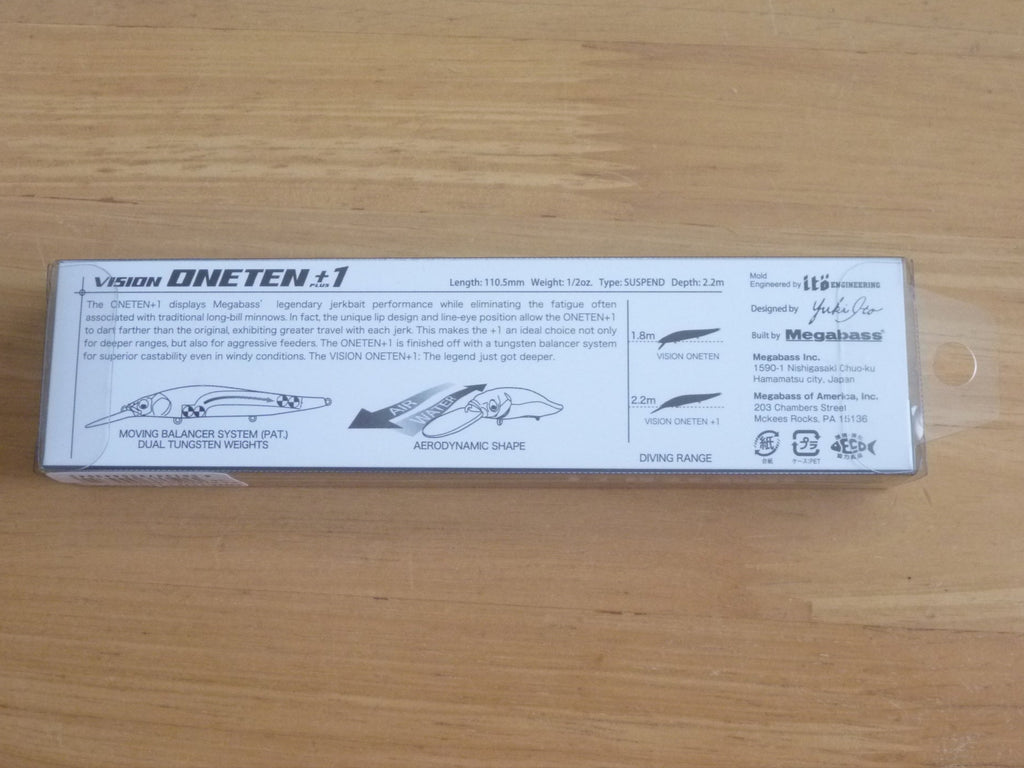 VISION ONETEN +1
PLUS
Length: 110.5mm Weight: 1/2oz. Type: SUSPEND Depth: 2.2m
The ONETEN+1 displays Megabass' legendary jerkbait performance while eliminating the fatigue often
associated with traditional long-bill minnows. In fact, the unique lip design and line-eye position allow the ONETEN+1
to dart farther than the original, exhibiting greater travel with each jerk. This makes the +1 an ideal choice not only
for deeper ranges, but also for aggressive feeders. The ONETEN+1 is finished off with a tungsten balancer system
for superior castability even in windy conditions. The VISION ONETEN+1: The legend just got deeper.
MOVING BALANCER SYSTEM (PAT.)
DUAL TUNGSTEN WEIGHTS
AIR
WATER
AERODYNAMIC SHAPE
1.8m
VISION ONETEN
2.2m
VISION ONETEN +1
DIVING RANGE
Mold
Engineered by itö ENGINEERING
Designed by Yuki Ito
Built by Megabass
Megabass Inc.
1590-1 Nishigasaki Chuo-ku
Hamamatsu city, Japan
Megabass of America, Inc.
203 Chambers Street
Mckees Rocks, PA 15136
紙 プラ ECO
台紙 ケース:PET